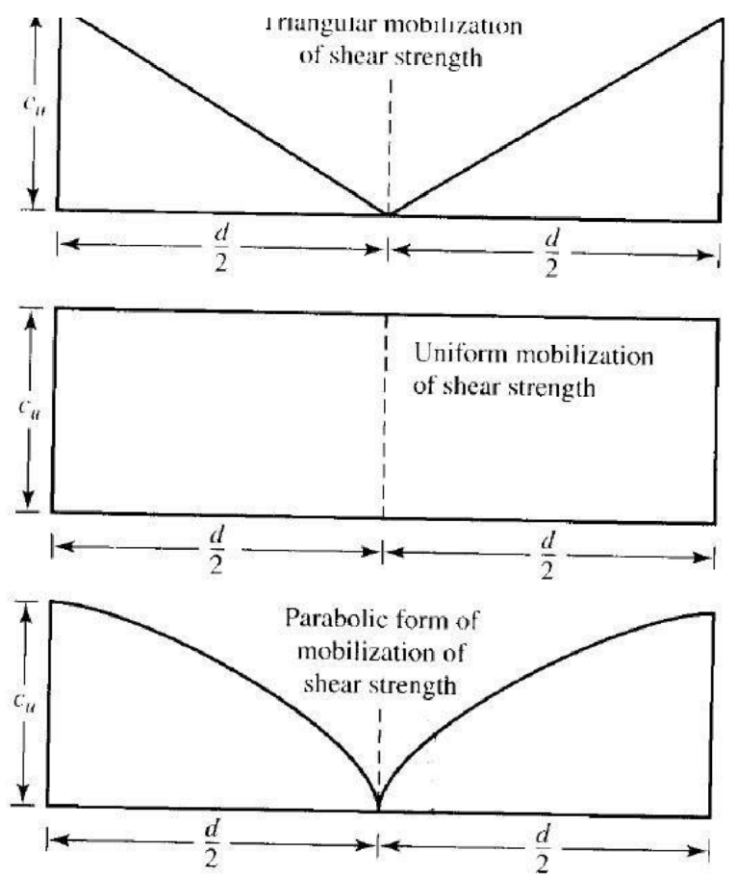 Triangular mobilization
of shear strength
c_u
d/2
d/2
Uniform mobilization
of shear strength
c_u
d/2
d/2
Parabolic form of
mobilization of
shear strength
c_u
d/2
d/2